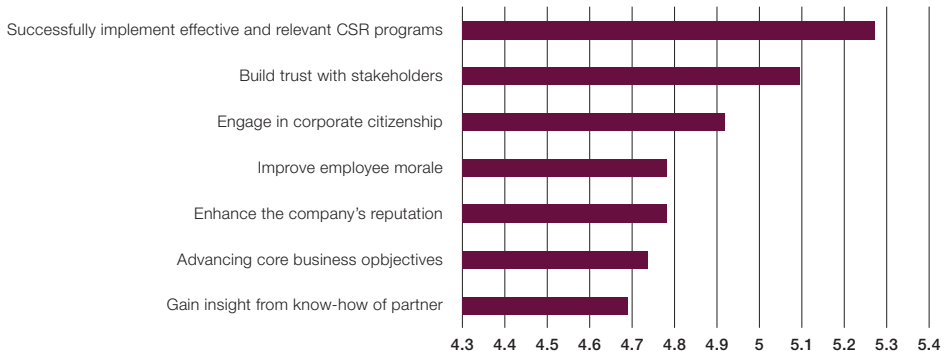 Successfully implement effective and relevant CSR programs
Build trust with stakeholders
Engage in corporate citizenship
Improve employee morale
Enhance the company’s reputation
Advancing core business opbjectives
Gain insight from know-how of partner
4.3 4.4 4.5 4.6 4.7 4.8 4.9 5 5.1 5.2 5.3 5.4